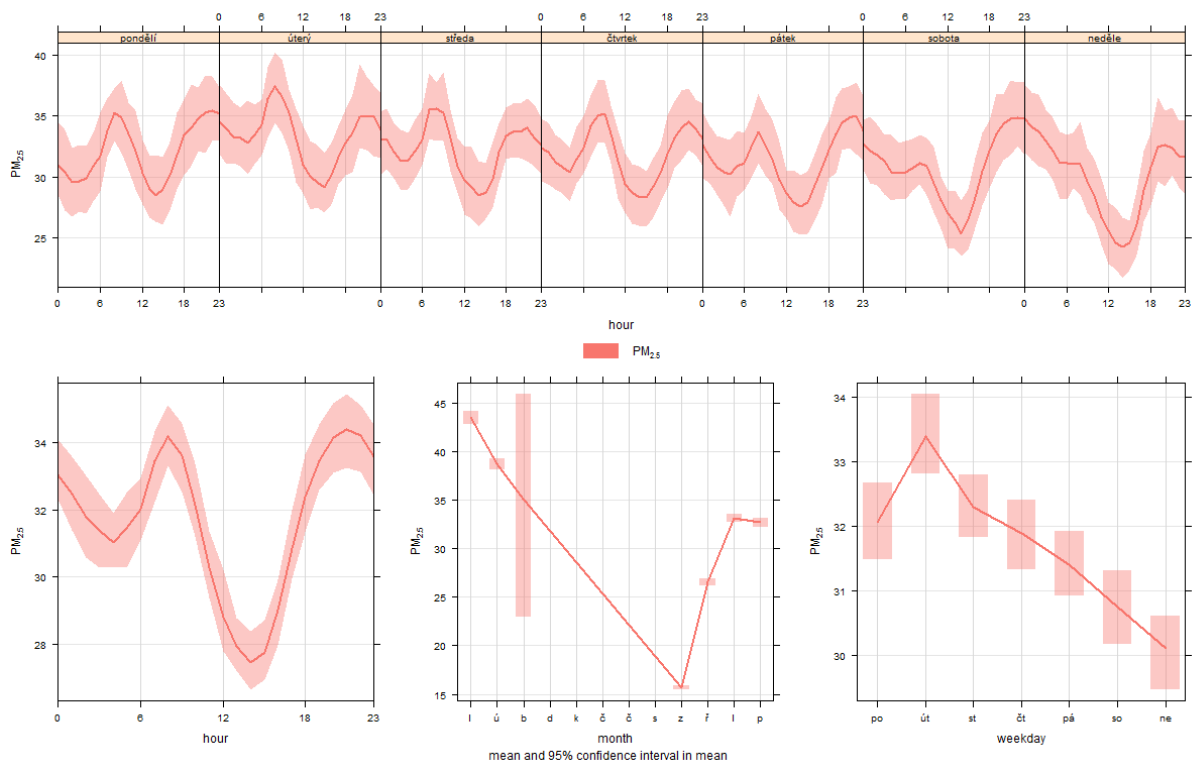 0 6 12 18 23 0 6 12 18 23 0 6 12 18 23
pondělí úterý středa čtvrtek pátek sobota neděle
40
35
30
25
PM2.5
0 6 12 18 23 0 6 12 18 23 0 6 12 18 23 0 6 12 18 23
hour
PM2.5
34
32
30
28
PM2.5
0 6 12 18 23
hour
45
40
35
30
25
20
15
PM2.5
l ú b d k č č s z ř l p
month
mean and 95% confidence interval in mean
34
33
32
31
30
PM2.5
po út st čt pá so ne
weekday